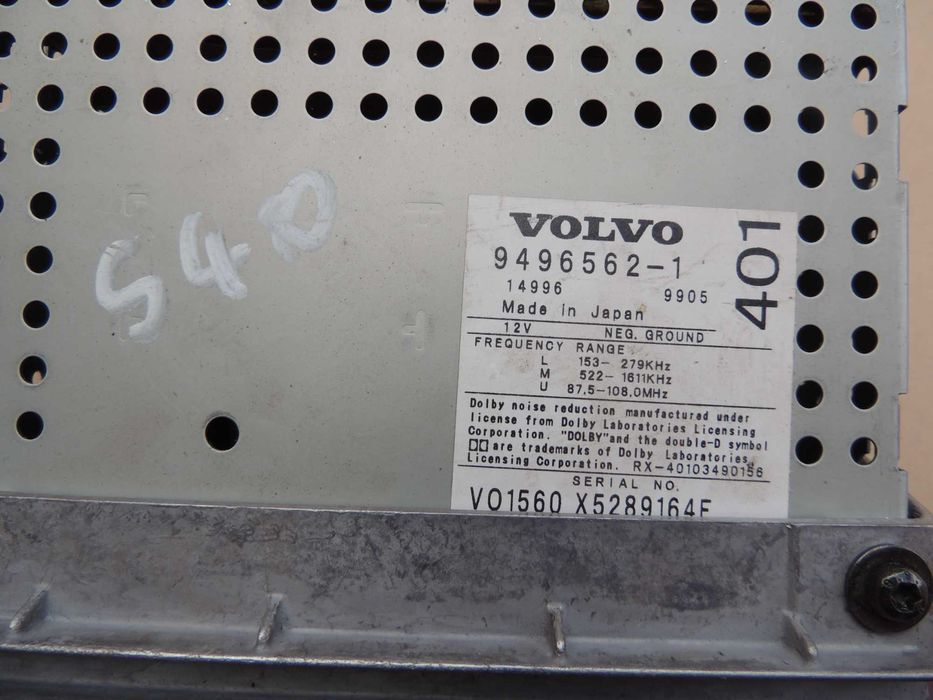 S40
VOLVO
9496562-1
401
14996 9905
Made in Japan
12V NEG. GROUND
FREQUENCY RANGE
L 153- 279KHz
M 522- 1611KHz
U 87.5-108.0MHz
Dolby noise reduction manufactured under
license from Dolby Laboratories Licensing
Corporation. "DOLBY"and the double-D symbol
are trademarks of Dolby Laboratories
Licensing Corporation. RX-40103490156
SERIAL NO.
VO1560 X5289164